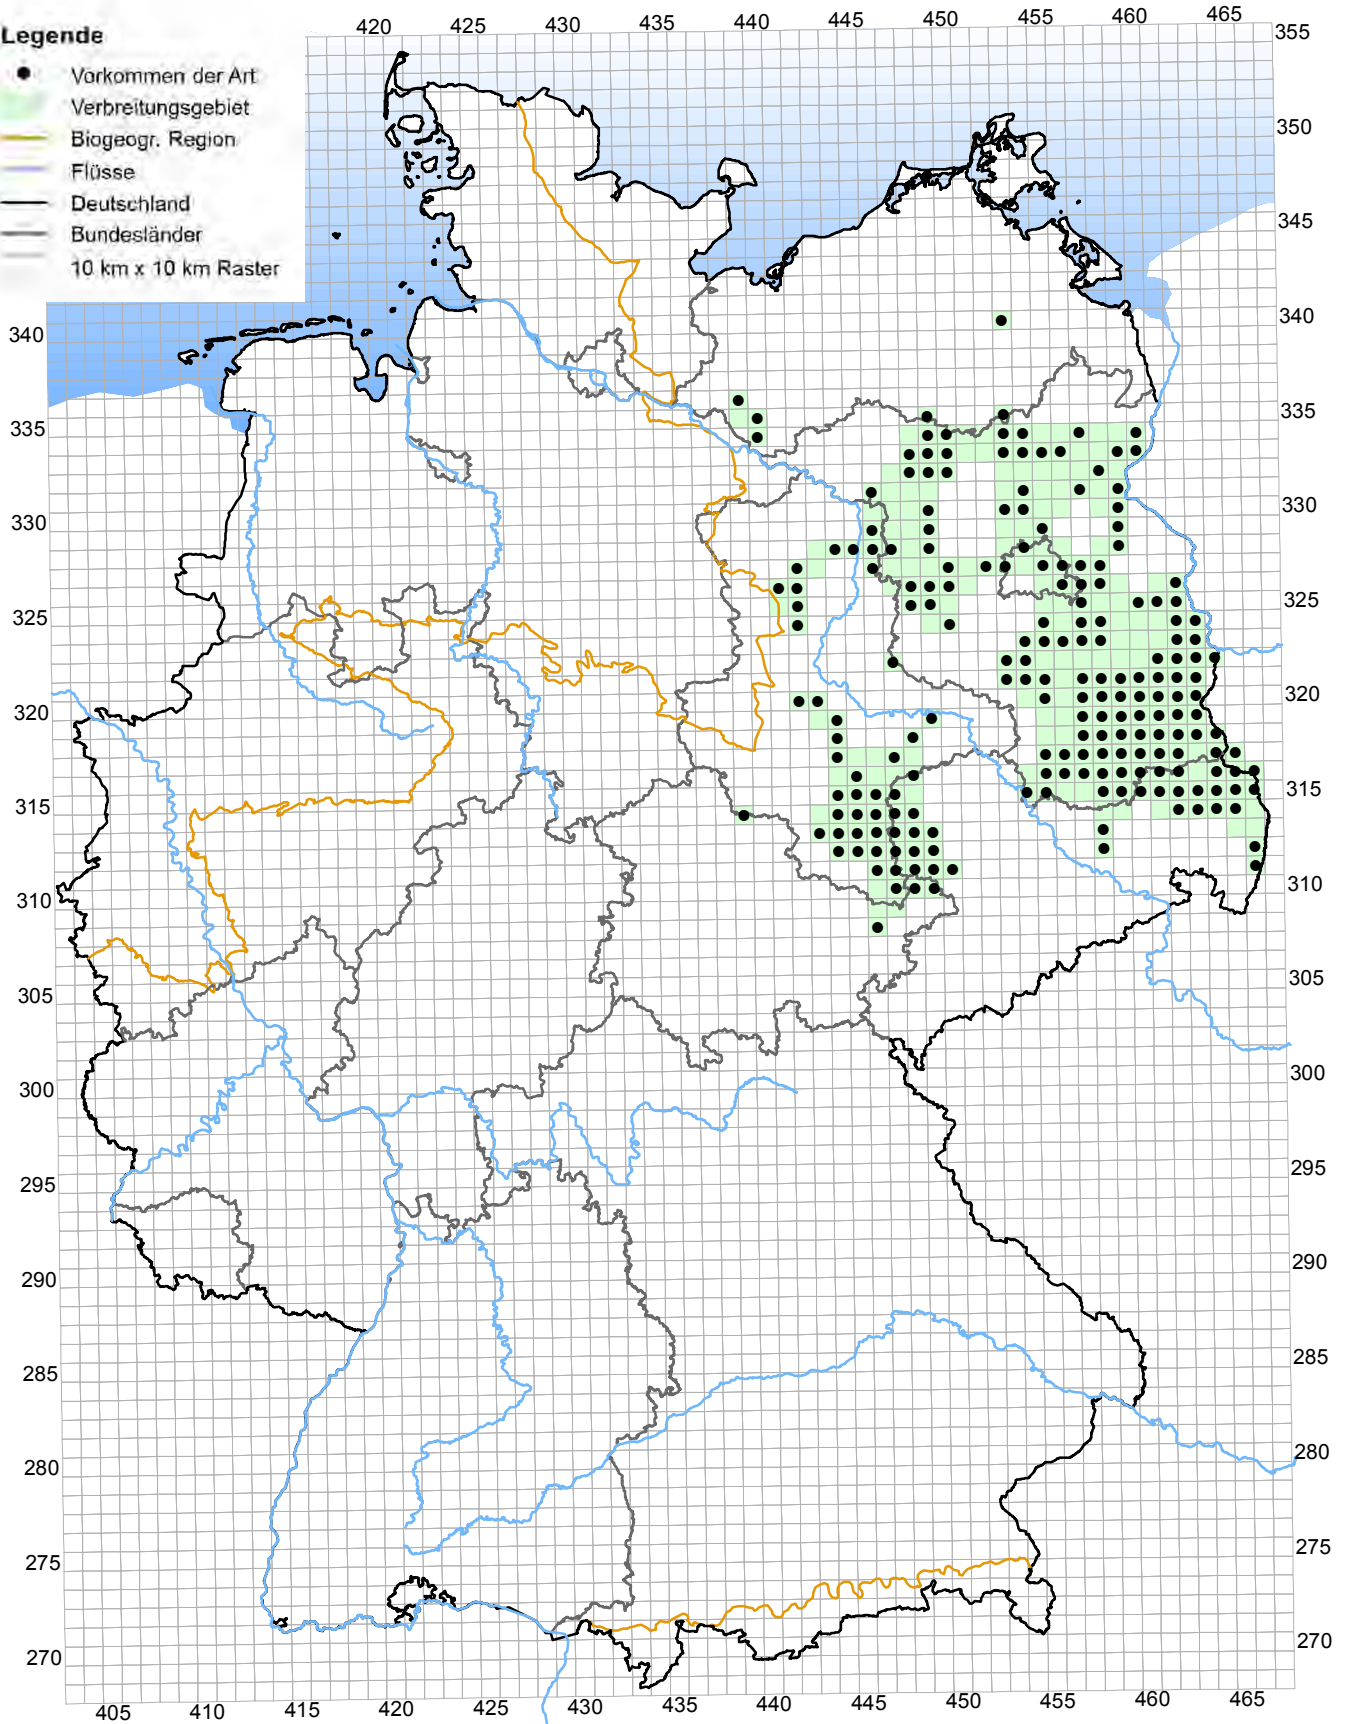 Legende
Vorkommen der Art
Verbreitungsgebiet
Biogeogr. Region
Flüsse
Deutschland
Bundesländer
10 km x 10 km Raster
420 425 430 435 440 445 450 455 460 465
355
350
345
340 340
335 335
330 330
325 325
320 320
315 315
310 310
305 305
300 300
295 295
290 290
285 285
280 280
275 275
270 270
405 410 415 420 425 430 435 440 445 450 455 460 465